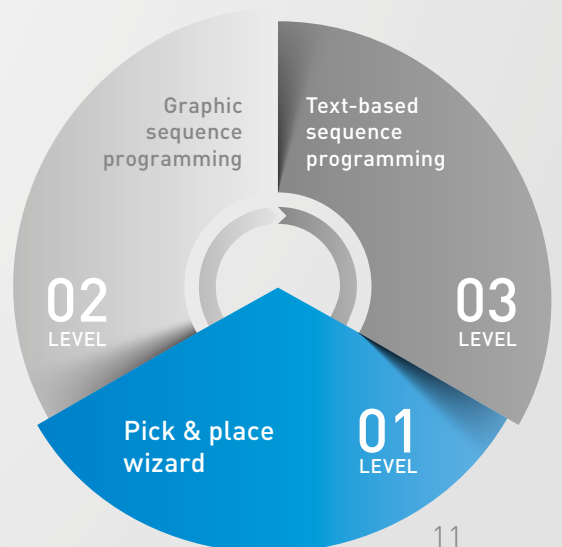 Graphic
sequence
programming
02
LEVEL
Text-based
sequence
programming
03
LEVEL
Pick & place
wizard
01
LEVEL
11